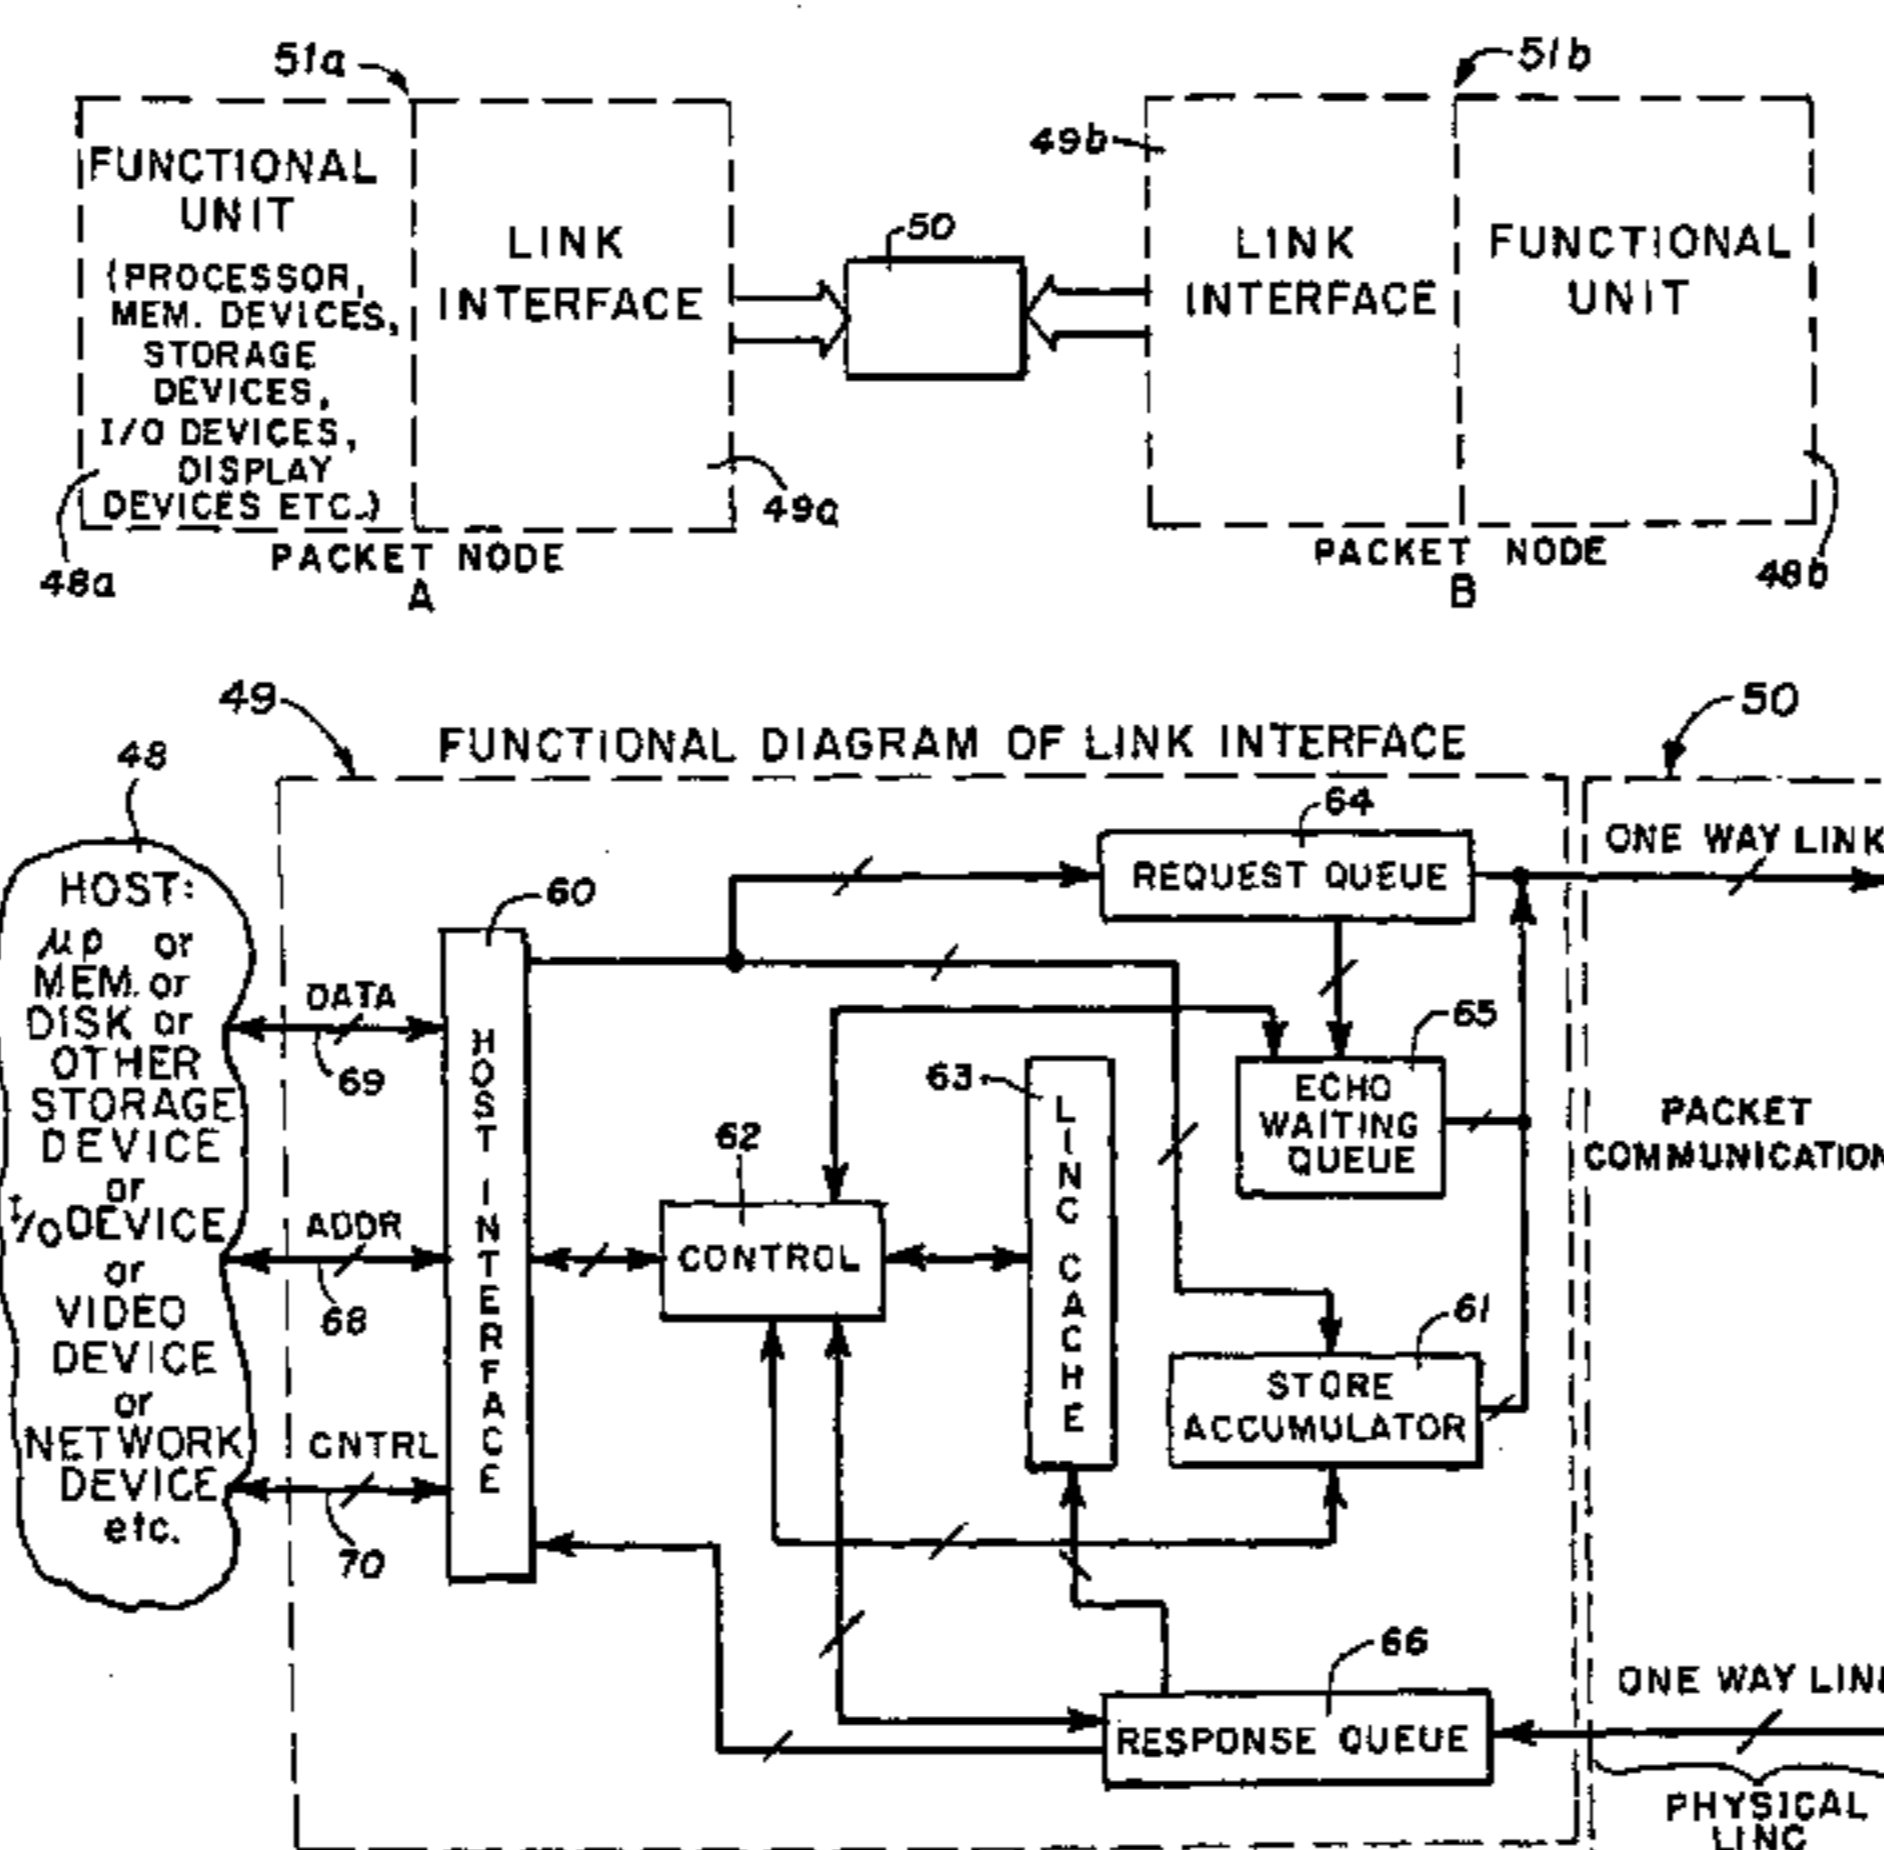 51a
51b
FUNCTIONAL
UNIT
(PROCESSOR,
MEM. DEVICES,
STORAGE
DEVICES,
I/O DEVICES,
DISPLAY
DEVICES ETC.)
48a
LINK
INTERFACE
49a
PACKET NODE
A
50
49b
LINK
INTERFACE
FUNCTIONAL
UNIT
48b
PACKET NODE
B
49
50
48
FUNCTIONAL DIAGRAM OF LINK INTERFACE
HOST:
μp or
MEM. or
DISK or
OTHER
STORAGE
DEVICE
or
I/O DEVICE
or
VIDEO
DEVICE
or
NETWORK
DEVICE
etc.
DATA
69
ADDR
68
CNTRL
70
60
HOST INTERFACE
62
CONTROL
63
LINC CACHE
64
REQUEST QUEUE
65
ECHO
WAITING
QUEUE
61
STORE
ACCUMULATOR
66
RESPONSE QUEUE
ONE WAY LINK
PACKET
COMMUNICATION
ONE WAY LIN
PHYSICAL
LINC